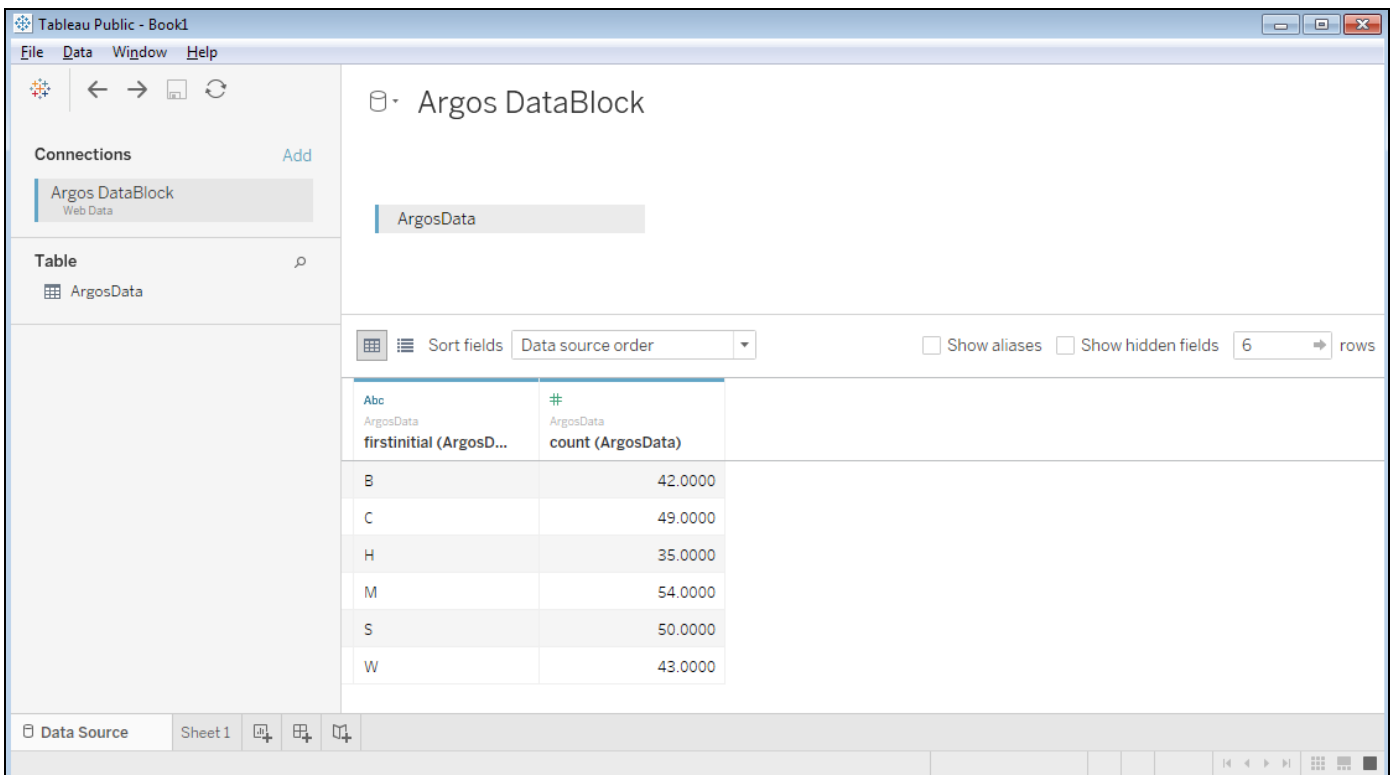 Tableau Public - Book1
File Data Window Help
Argos DataBlock
Connections Add
Argos DataBlock
Web Data
ArgosData
Table
ArgosData
Sort fields Data source order Show aliases Show hidden fields 6 rows
Abc #
ArgosData ArgosData
firstinitial (ArgosD... count (ArgosData)
B 42.0000
C 49.0000
H 35.0000
M 54.0000
S 50.0000
W 43.0000
Data Source Sheet 1